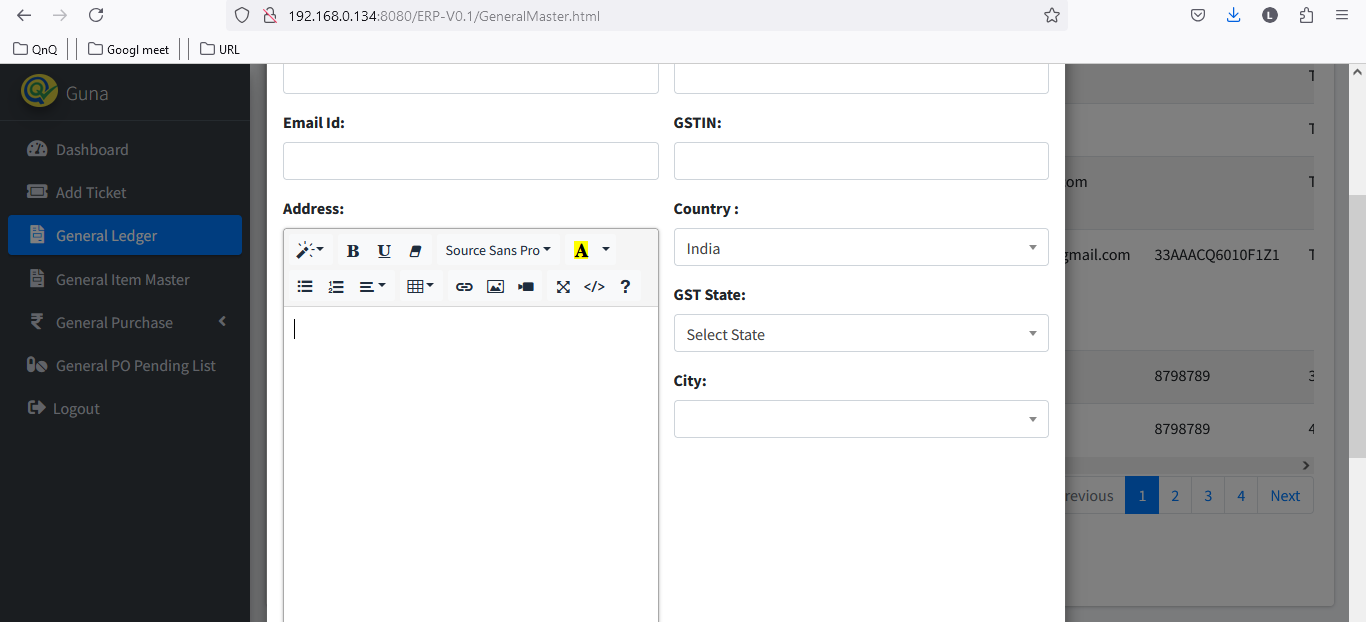 192.168.0.134:8080/ERP-V0.1/GeneralMaster.html
L
QnQ
Googl meet
URL
Guna
Dashboard
Add Ticket
General Ledger
General Item Master
General Purchase
General PO Pending List
Logout
Email Id:
GSTIN:
Address:
Country :
B U Source Sans Pro A
</> ?
India
GST State:
Select State
City:
T
T
om T
gmail.com 33AAACQ6010F1Z1 T
8798789 3
8798789 4
revious 1 2 3 4 Next